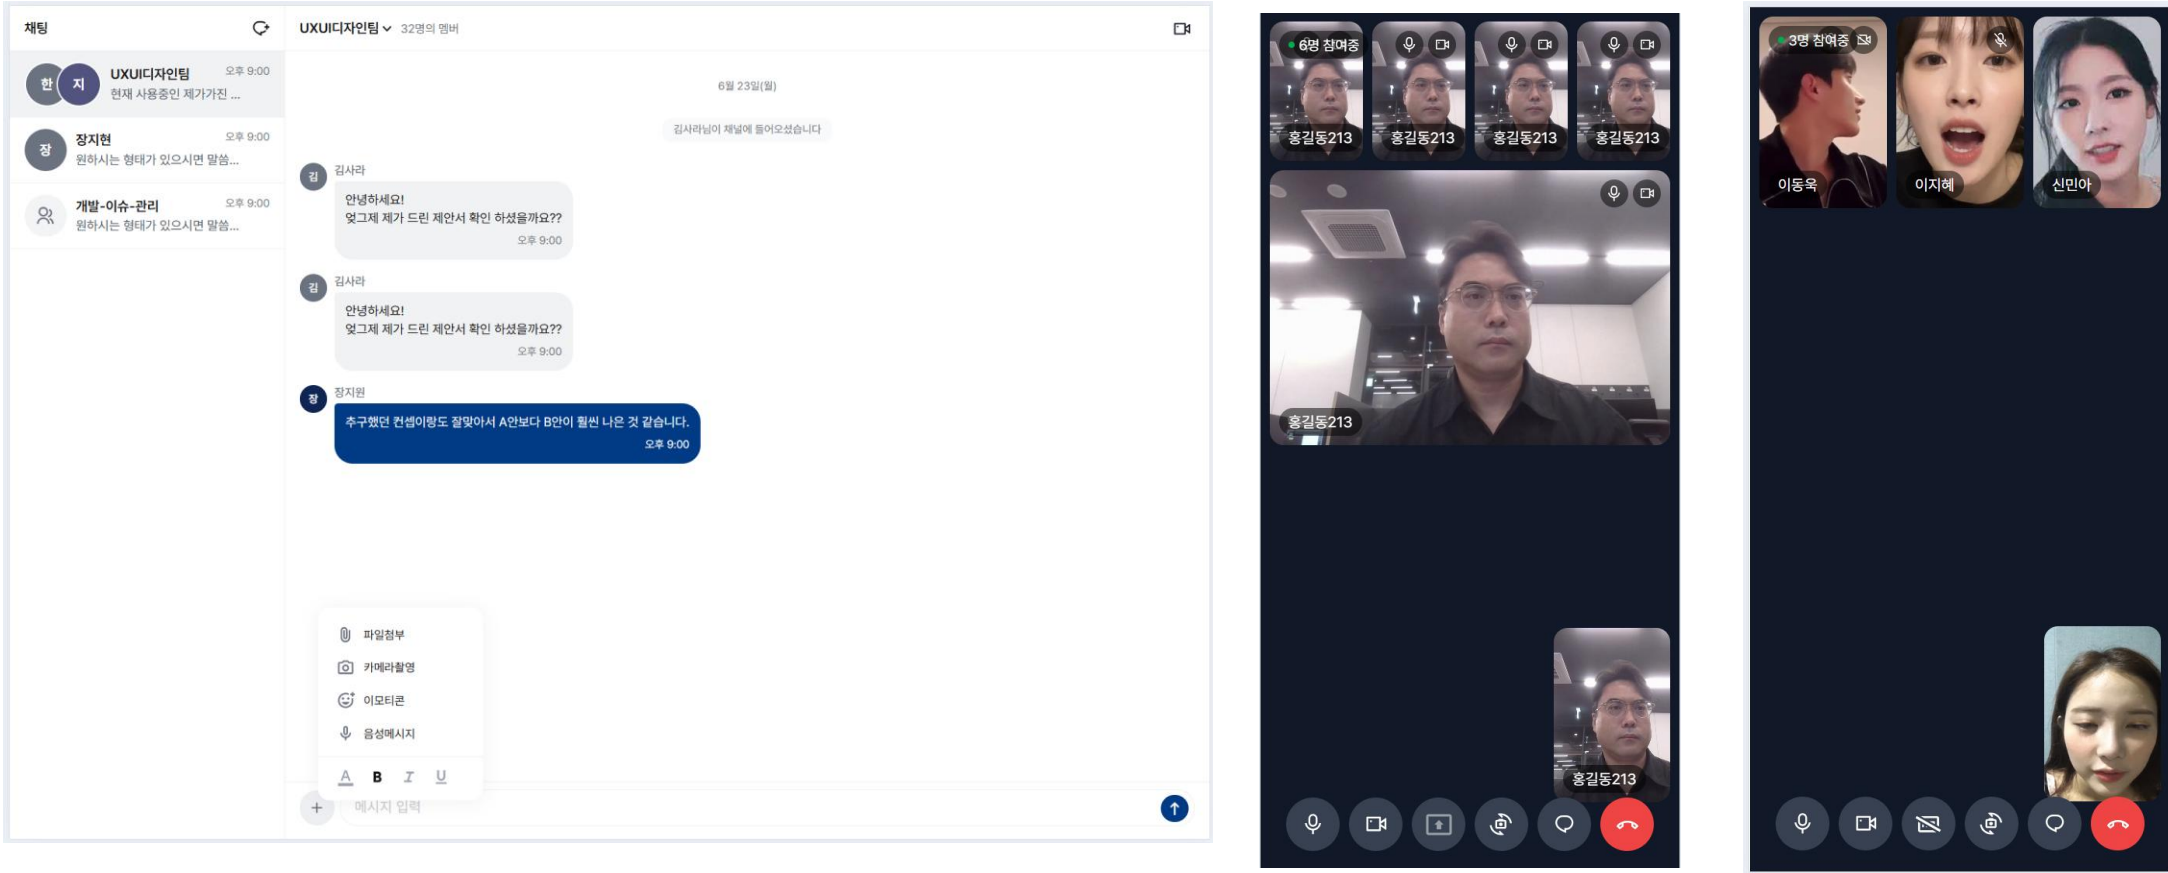 채팅
UXUI디자인팀 32명의 멤버
한 지 UXUI디자인팀 오후 9:00
현재 사용중인 제가가진 ...
장 장지현 오후 9:00
원하시는 형태가 있으시면 말씀...
개발-이슈-관리 오후 9:00
원하시는 형태가 있으시면 말씀...
6월 23일(월)
김사라님이 채널에 들어오셨습니다
김 김사라
안녕하세요!
엊그제 제가 드린 제안서 확인 하셨을까요??
오후 9:00
김 김사라
안녕하세요!
엊그제 제가 드린 제안서 확인 하셨을까요??
오후 9:00
장 장지원
추구했던 컨셉이랑도 잘맞아서 A안보다 B안이 훨씬 나은 것 같습니다.
오후 9:00
파일첨부
카메라촬영
이모티콘
음성메시지
A B I U
메시지 입력
6명 참여중
홍길동213 홍길동213 홍길동213 홍길동213
홍길동213
홍길동213
3명 참여중
이동욱 이지혜 신민아